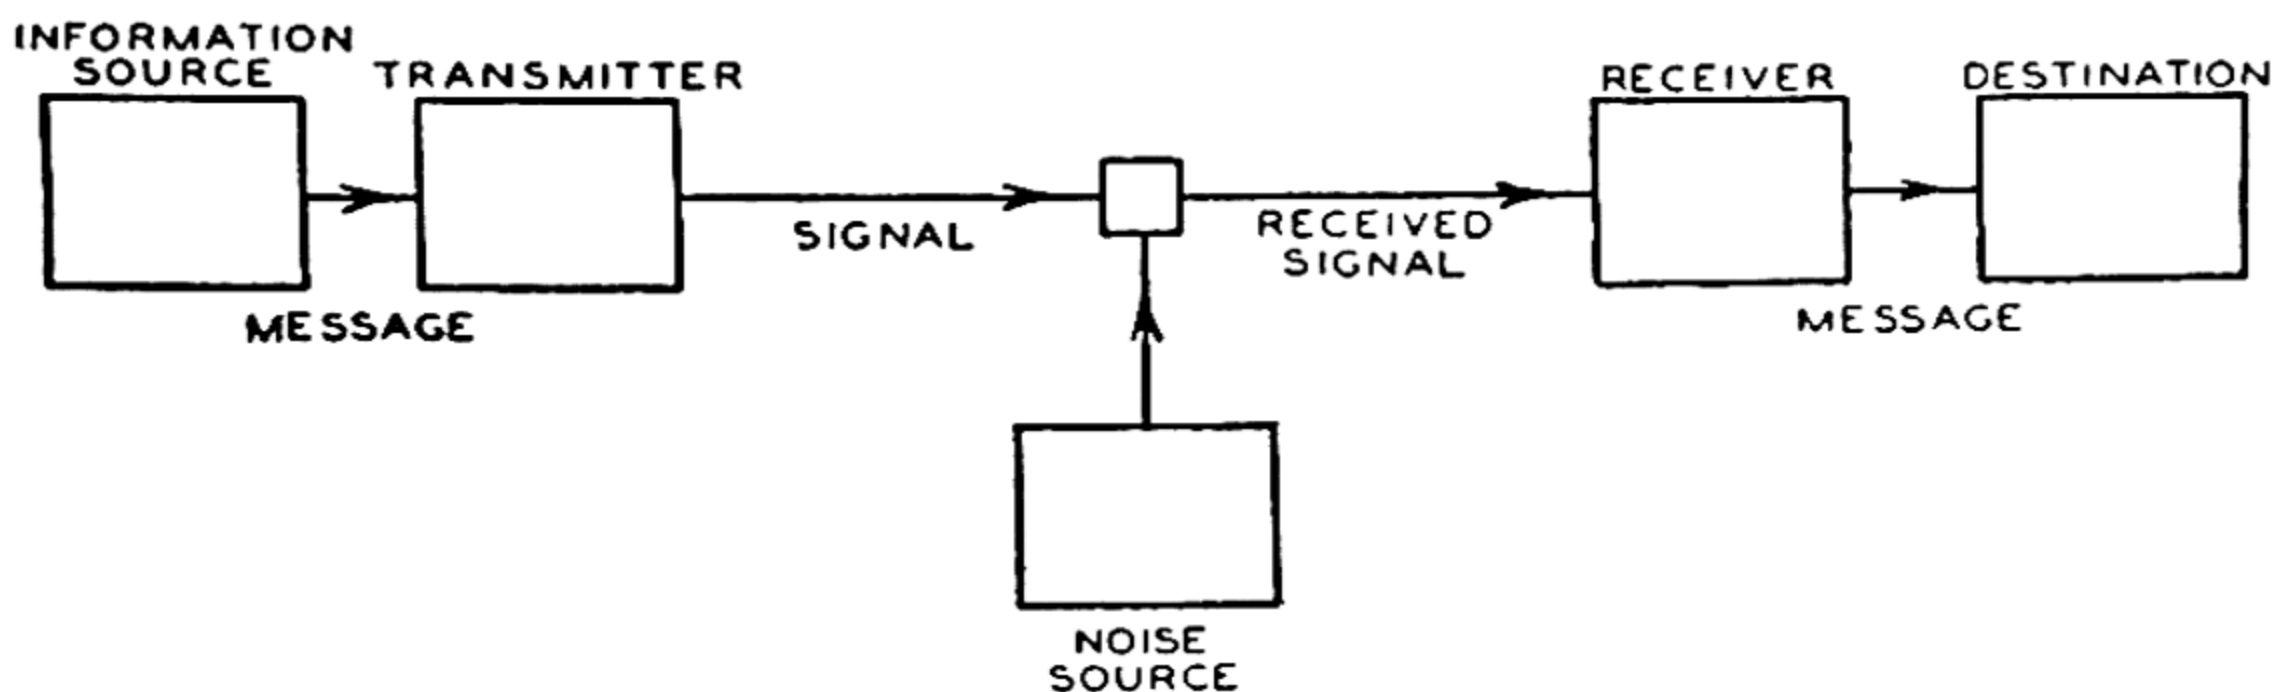 INFORMATION
SOURCE
TRANSMITTER
RECEIVER
DESTINATION
SIGNAL
RECEIVED
SIGNAL
MESSAGE
MESSAGE
NOISE
SOURCE